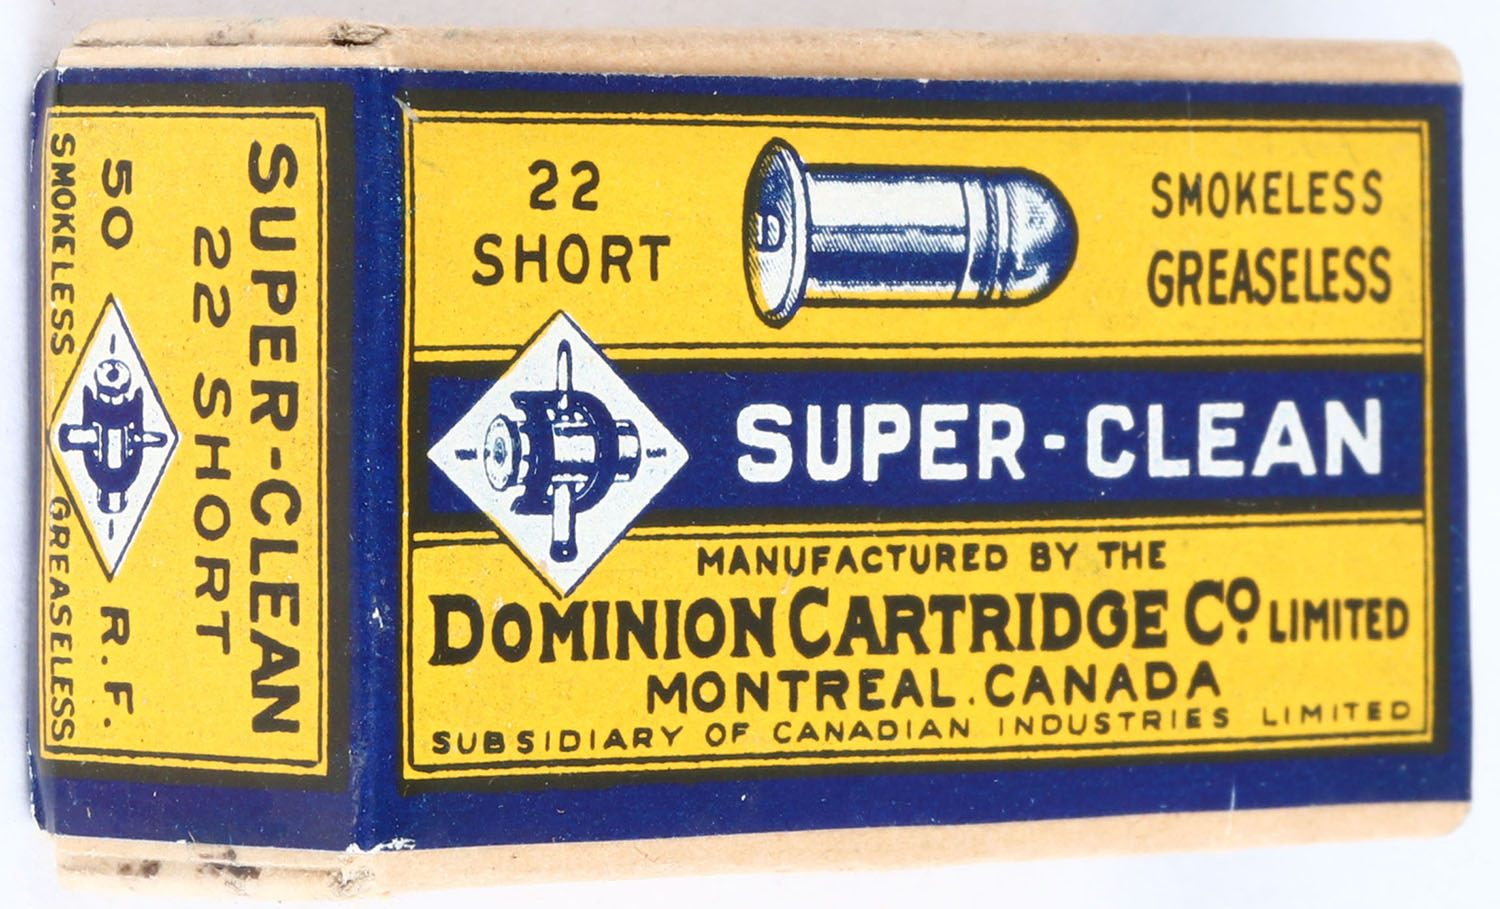 22
SHORT
D
SMOKELESS
GREASELESS
SUPER-CLEAN
MANUFACTURED BY THE
DOMINION CARTRIDGE Co. LIMITED
MONTREAL. CANADA
SUBSIDIARY OF CANADIAN INDUSTRIES LIMITED
SUPER-CLEAN
22 SHORT
50 R.F.
SMOKELESS GREASELESS